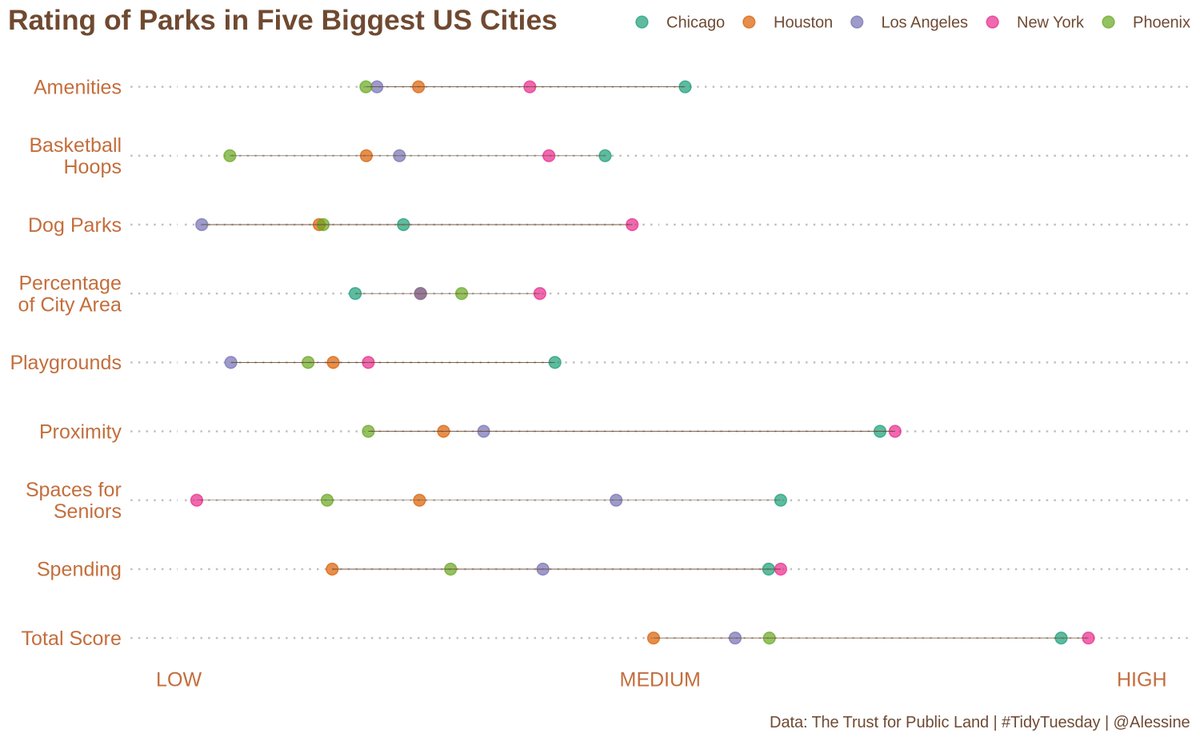 Rating of Parks in Five Biggest US Cities
Chicago Houston Los Angeles New York Phoenix
Amenities
Basketball
Hoops
Dog Parks
Percentage
of City Area
Playgrounds
Proximity
Spaces for
Seniors
Spending
Total Score
LOW MEDIUM HIGH
Data: The Trust for Public Land | #TidyTuesday | @Alessine